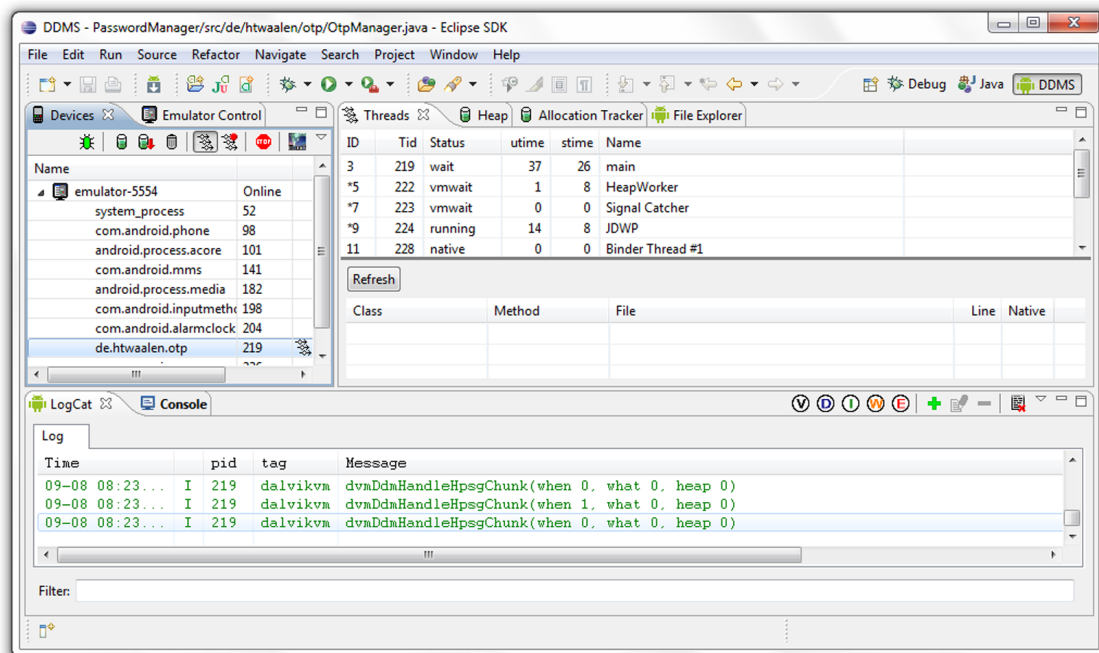 DDMS - PasswordManager/src/de/htwaalen/otp/OtpManager.java - Eclipse SDK
File Edit Run Source Refactor Navigate Search Project Window Help
Debug Java DDMS
Devices Emulator Control
STOP
Name
emulator-5554 Online
system_process 52
com.android.phone 98
android.process.acore 101
com.android.mms 141
android.process.media 182
com.android.inputmeth 198
com.android.alarmclock 204
de.htwaalen.otp 219
Threads Heap Allocation Tracker File Explorer
ID Tid Status utime stime Name
3 219 wait 37 26 main
*5 222 vmwait 1 8 HeapWorker
*7 223 vmwait 0 0 Signal Catcher
*9 224 running 14 8 JDWP
11 228 native 0 0 Binder Thread #1
Refresh
Class Method File Line Native
LogCat Console
V D I W E
Log
Time pid tag Message
09-08 08:23... I 219 dalvikvm dvmDdmHandleHpsgChunk(when 0, what 0, heap 0)
09-08 08:23... I 219 dalvikvm dvmDdmHandleHpsgChunk(when 1, what 0, heap 0)
09-08 08:23... I 219 dalvikvm dvmDdmHandleHpsgChunk(when 0, what 0, heap 0)
Filter: